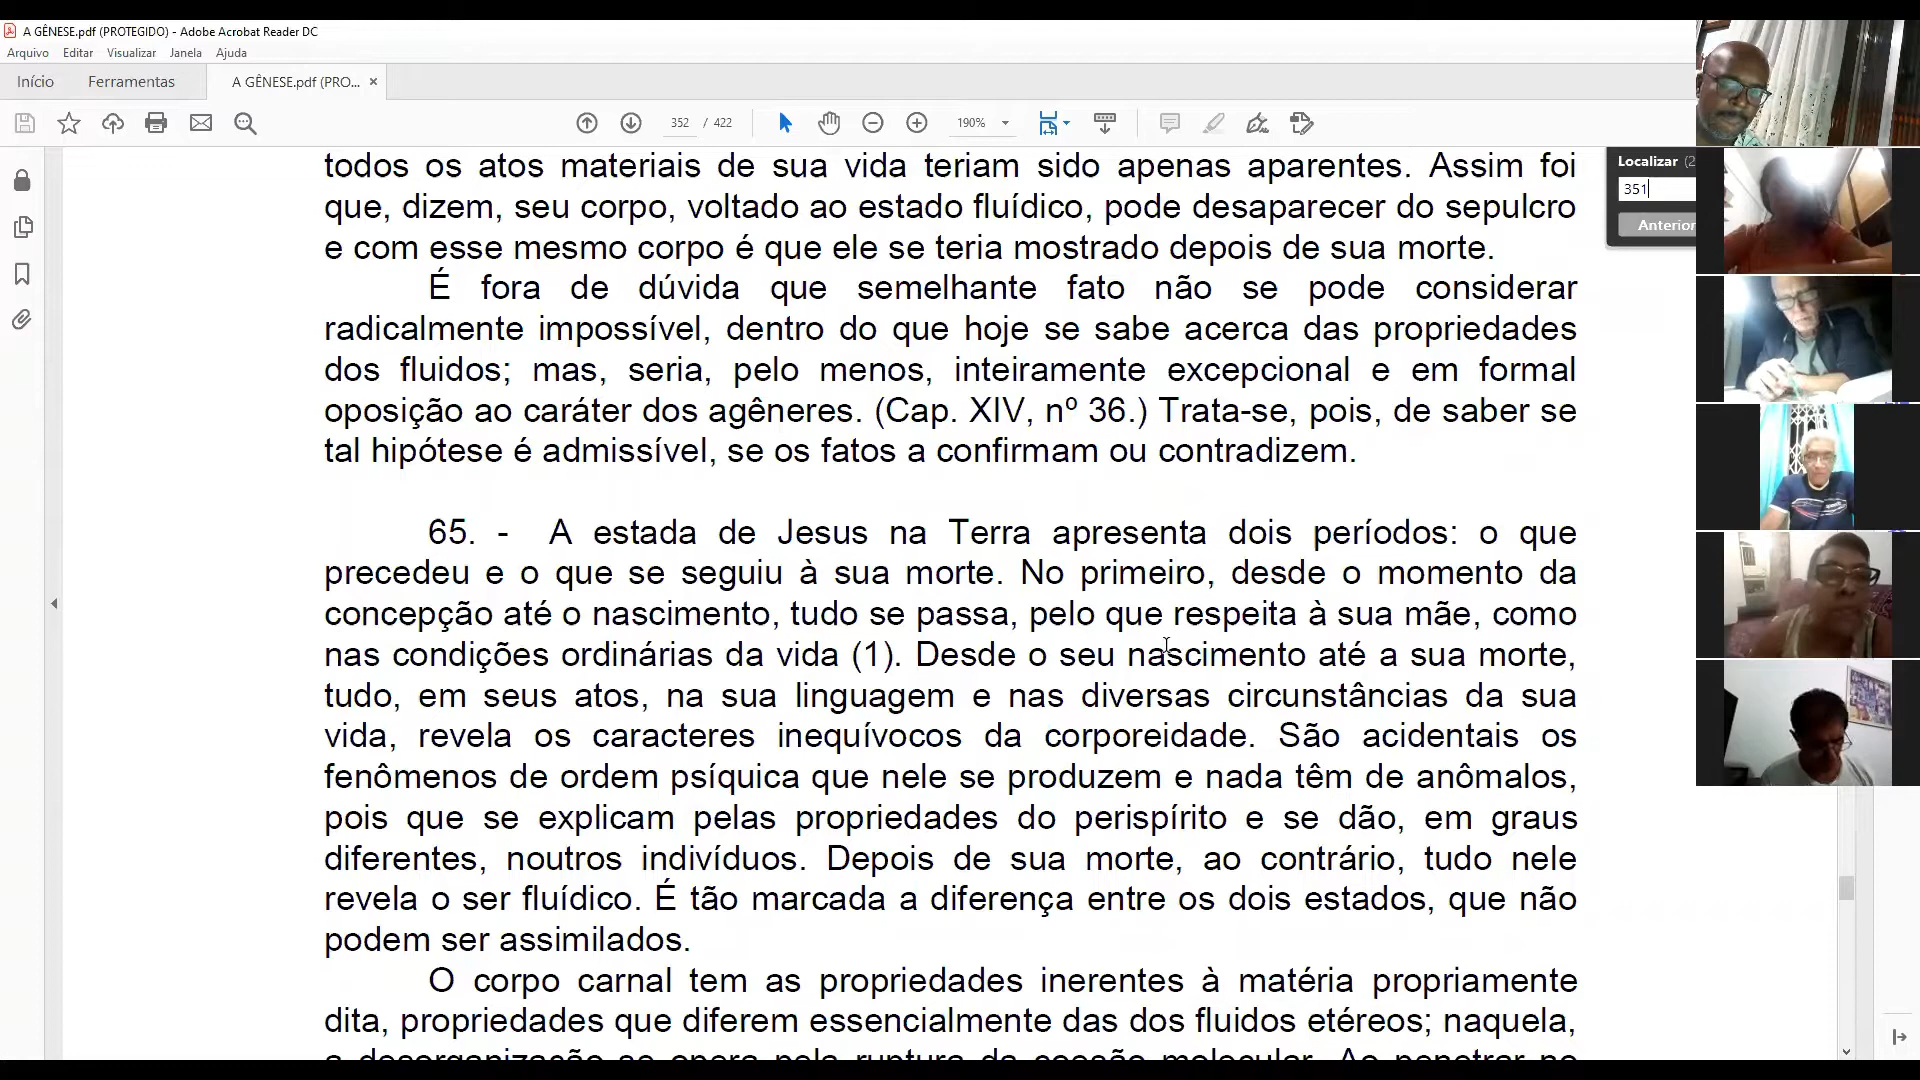 A GÊNESE.pdf (PROTEGIDO) - Adobe Acrobat Reader DC
Arquivo Editar Visualizar Janela Ajuda
Início Ferramentas A GÊNESE.pdf (PRO... ×
352 / 422 190%
Localizar (2
351
Anterior
todos os atos materiais de sua vida teriam sido apenas aparentes. Assim foi
que, dizem, seu corpo, voltado ao estado fluídico, pode desaparecer do sepulcro
e com esse mesmo corpo é que ele se teria mostrado depois de sua morte.
É fora de dúvida que semelhante fato não se pode considerar
radicalmente impossível, dentro do que hoje se sabe acerca das propriedades
dos fluidos; mas, seria, pelo menos, inteiramente excepcional e em formal
oposição ao caráter dos agêneres. (Cap. XIV, nº 36.) Trata-se, pois, de saber se
tal hipótese é admissível, se os fatos a confirmam ou contradizem.
65. - A estada de Jesus na Terra apresenta dois períodos: o que
precedeu e o que se seguiu à sua morte. No primeiro, desde o momento da
concepção até o nascimento, tudo se passa, pelo que respeita à sua mãe, como
nas condições ordinárias da vida (1). Desde o seu nascimento até a sua morte,
tudo, em seus atos, na sua linguagem e nas diversas circunstâncias da sua
vida, revela os caracteres inequívocos da corporeidade. São acidentais os
fenômenos de ordem psíquica que nele se produzem e nada têm de anômalos,
pois que se explicam pelas propriedades do perispírito e se dão, em graus
diferentes, noutros indivíduos. Depois de sua morte, ao contrário, tudo nele
revela o ser fluídico. É tão marcada a diferença entre os dois estados, que não
podem ser assimilados.
O corpo carnal tem as propriedades inerentes à matéria propriamente
dita, propriedades que diferem essencialmente das dos fluidos etéreos; naquela,
a desorganização se opera pela ruptura da coesão molecular. Ao penetrar no